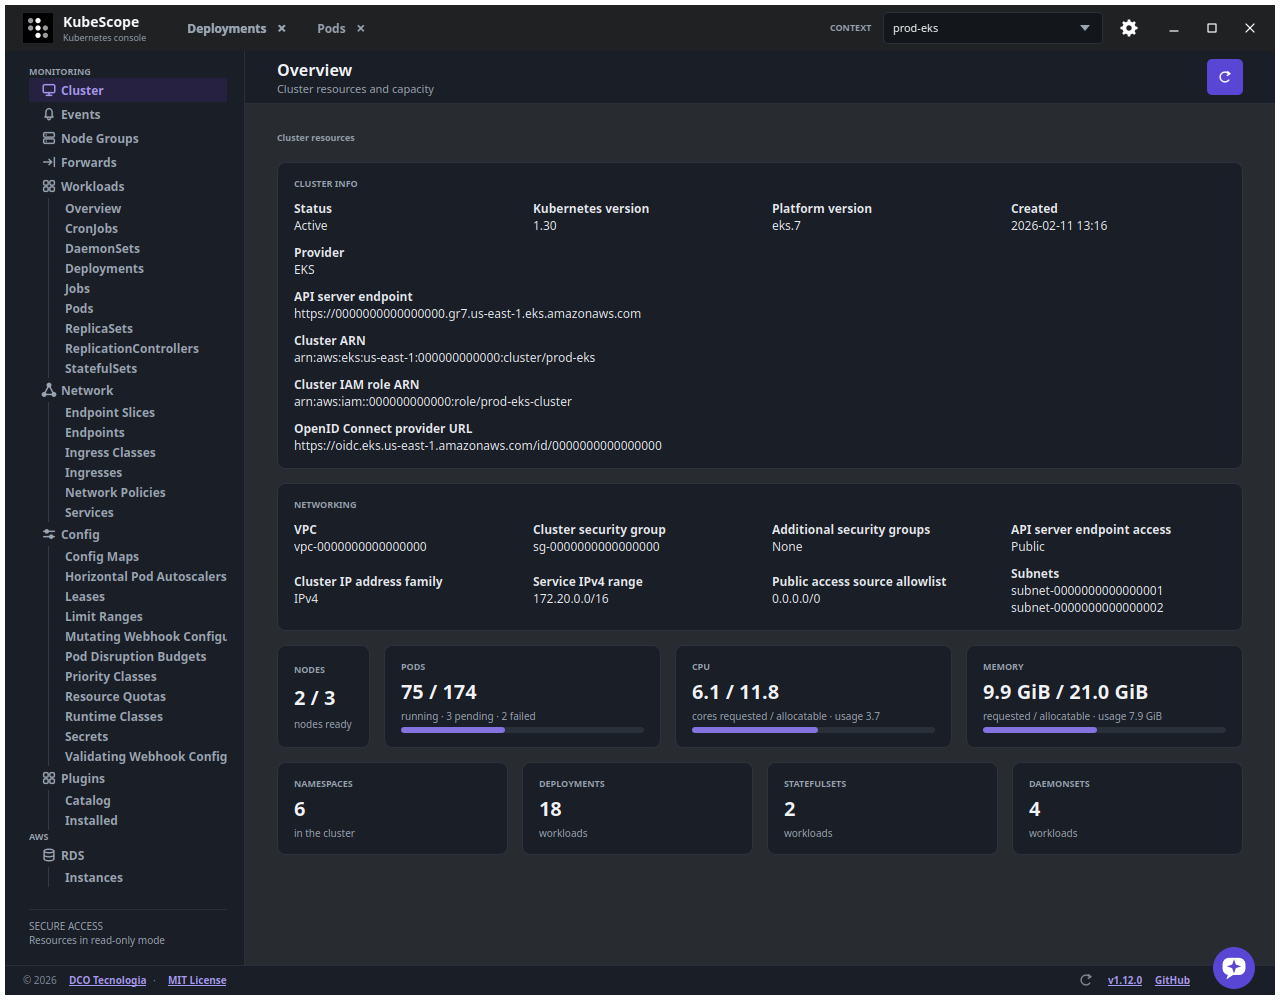 KubeScope
Kubernetes console
Deployments
Pods
CONTEXT
prod-eks
MONITORING
Cluster
Events
Node Groups
Forwards
Workloads
Overview
CronJobs
DaemonSets
Deployments
Jobs
Pods
ReplicaSets
ReplicationControllers
StatefulSets
Network
Endpoint Slices
Endpoints
Ingress Classes
Ingresses
Network Policies
Services
Config
Config Maps
Horizontal Pod Autoscalers
Leases
Limit Ranges
Mutating Webhook Configu
Pod Disruption Budgets
Priority Classes
Resource Quotas
Runtime Classes
Secrets
Validating Webhook Config
Plugins
Catalog
Installed
AWS
RDS
Instances
SECURE ACCESS
Resources in read-only mode
Overview
Cluster resources and capacity
Cluster resources
CLUSTER INFO
Status
Active
Kubernetes version
1.30
Platform version
eks.7
Created
2026-02-11 13:16
Provider
EKS
API server endpoint
https://0000000000000000.gr7.us-east-1.eks.amazonaws.com
Cluster ARN
arn:aws:eks:us-east-1:000000000000:cluster/prod-eks
Cluster IAM role ARN
arn:aws:iam::000000000000:role/prod-eks-cluster
OpenID Connect provider URL
https://oidc.eks.us-east-1.amazonaws.com/id/0000000000000000
NETWORKING
VPC
vpc-0000000000000000
Cluster security group
sg-0000000000000000
Additional security groups
None
API server endpoint access
Public
Cluster IP address family
IPv4
Service IPv4 range
172.20.0.0/16
Public access source allowlist
0.0.0.0/0
Subnets
subnet-0000000000000001
subnet-0000000000000002
NODES
2 / 3
nodes ready
PODS
75 / 174
running · 3 pending · 2 failed
CPU
6.1 / 11.8
cores requested / allocatable · usage 3.7
MEMORY
9.9 GiB / 21.0 GiB
requested / allocatable · usage 7.9 GiB
NAMESPACES
6
in the cluster
DEPLOYMENTS
18
workloads
STATEFULSETS
2
workloads
DAEMONSETS
4
workloads
© 2026 DCO Tecnologia · MIT License
v1.12.0 GitHub